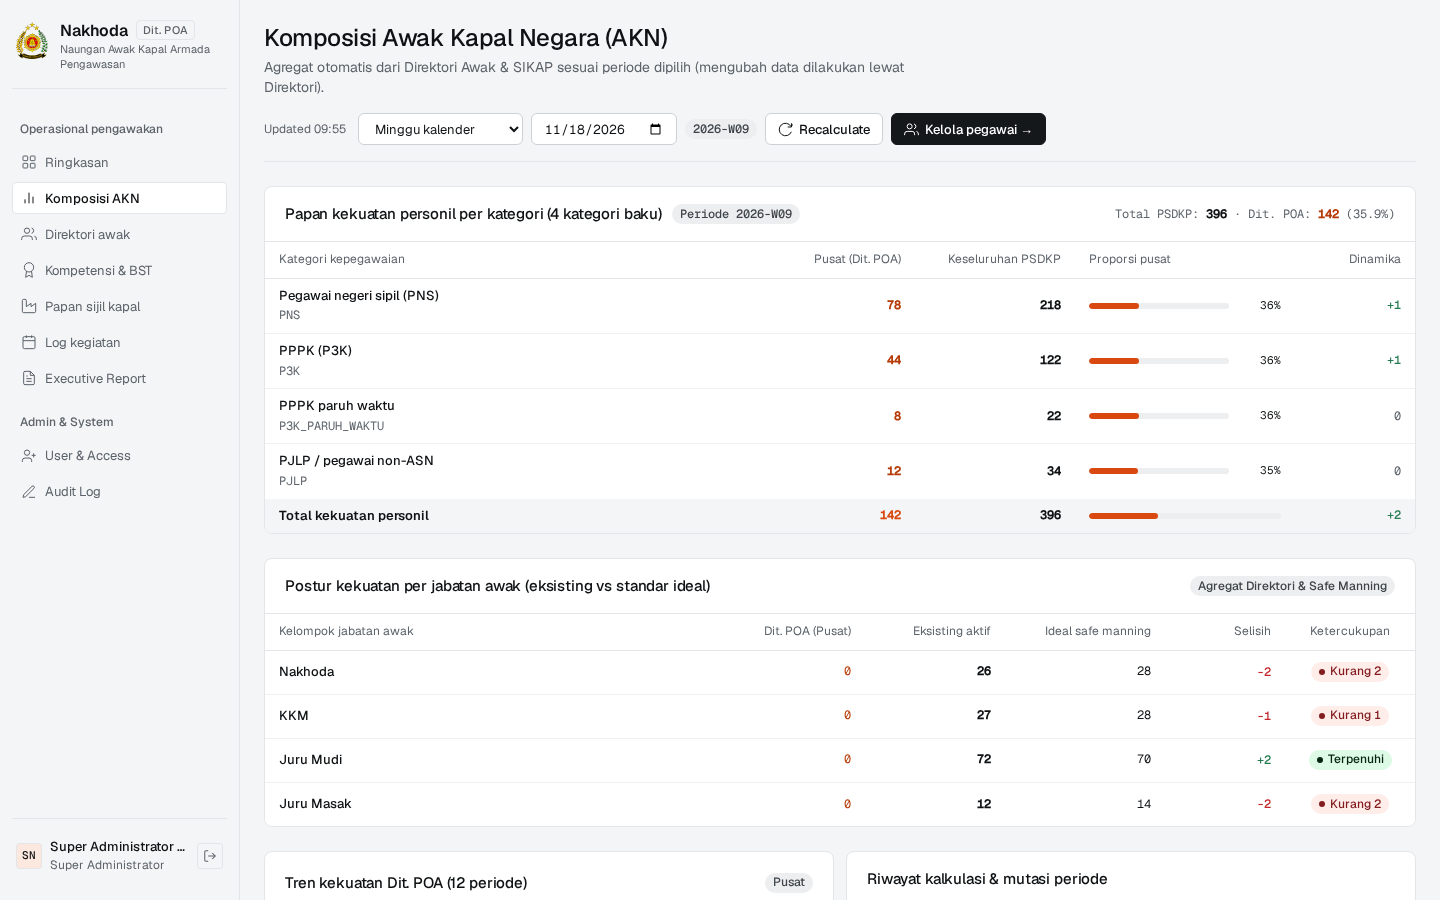 Nakhoda
Dit. POA
Naungan Awak Kapal Armada
Pengawasan
Operasional pengawakan
Ringkasan
Komposisi AKN
Direktori awak
Kompetensi & BST
Papan sijil kapal
Log kegiatan
Executive Report
Admin & System
User & Access
Audit Log
SN
Super Administrator ...
Super Administrator
Komposisi Awak Kapal Negara (AKN)
Agregat otomatis dari Direktori Awak & SIKAP sesuai periode dipilih (mengubah data dilakukan lewat
Direktori).
Updated 09:55
Minggu kalender
11/18/2026
2026-W09
Recalculate
Kelola pegawai →
Papan kekuatan personil per kategori (4 kategori baku)
Periode 2026-W09
Total PSDKP: 396 · Dit. POA: 142 (35.9%)
Kategori kepegawaian Pusat (Dit. POA) Keseluruhan PSDKP Proporsi pusat Dinamika
Pegawai negeri sipil (PNS) 78 218 36% +1
PNS
PPPK (P3K) 44 122 36% +1
P3K
PPPK paruh waktu 8 22 36% 0
P3K_PARUH_WAKTU
PJLP / pegawai non-ASN 12 34 35% 0
PJLP
Total kekuatan personil 142 396 +2
Postur kekuatan per jabatan awak (eksisting vs standar ideal)
Agregat Direktori & Safe Manning
Kelompok jabatan awak Dit. POA (Pusat) Eksisting aktif Ideal safe manning Selisih Ketercukupan
Nakhoda 0 26 28 -2 Kurang 2
KKM 0 27 28 -1 Kurang 1
Juru Mudi 0 72 70 +2 Terpenuhi
Juru Masak 0 12 14 -2 Kurang 2
Tren kekuatan Dit. POA (12 periode)
Pusat
Riwayat kalkulasi & mutasi periode